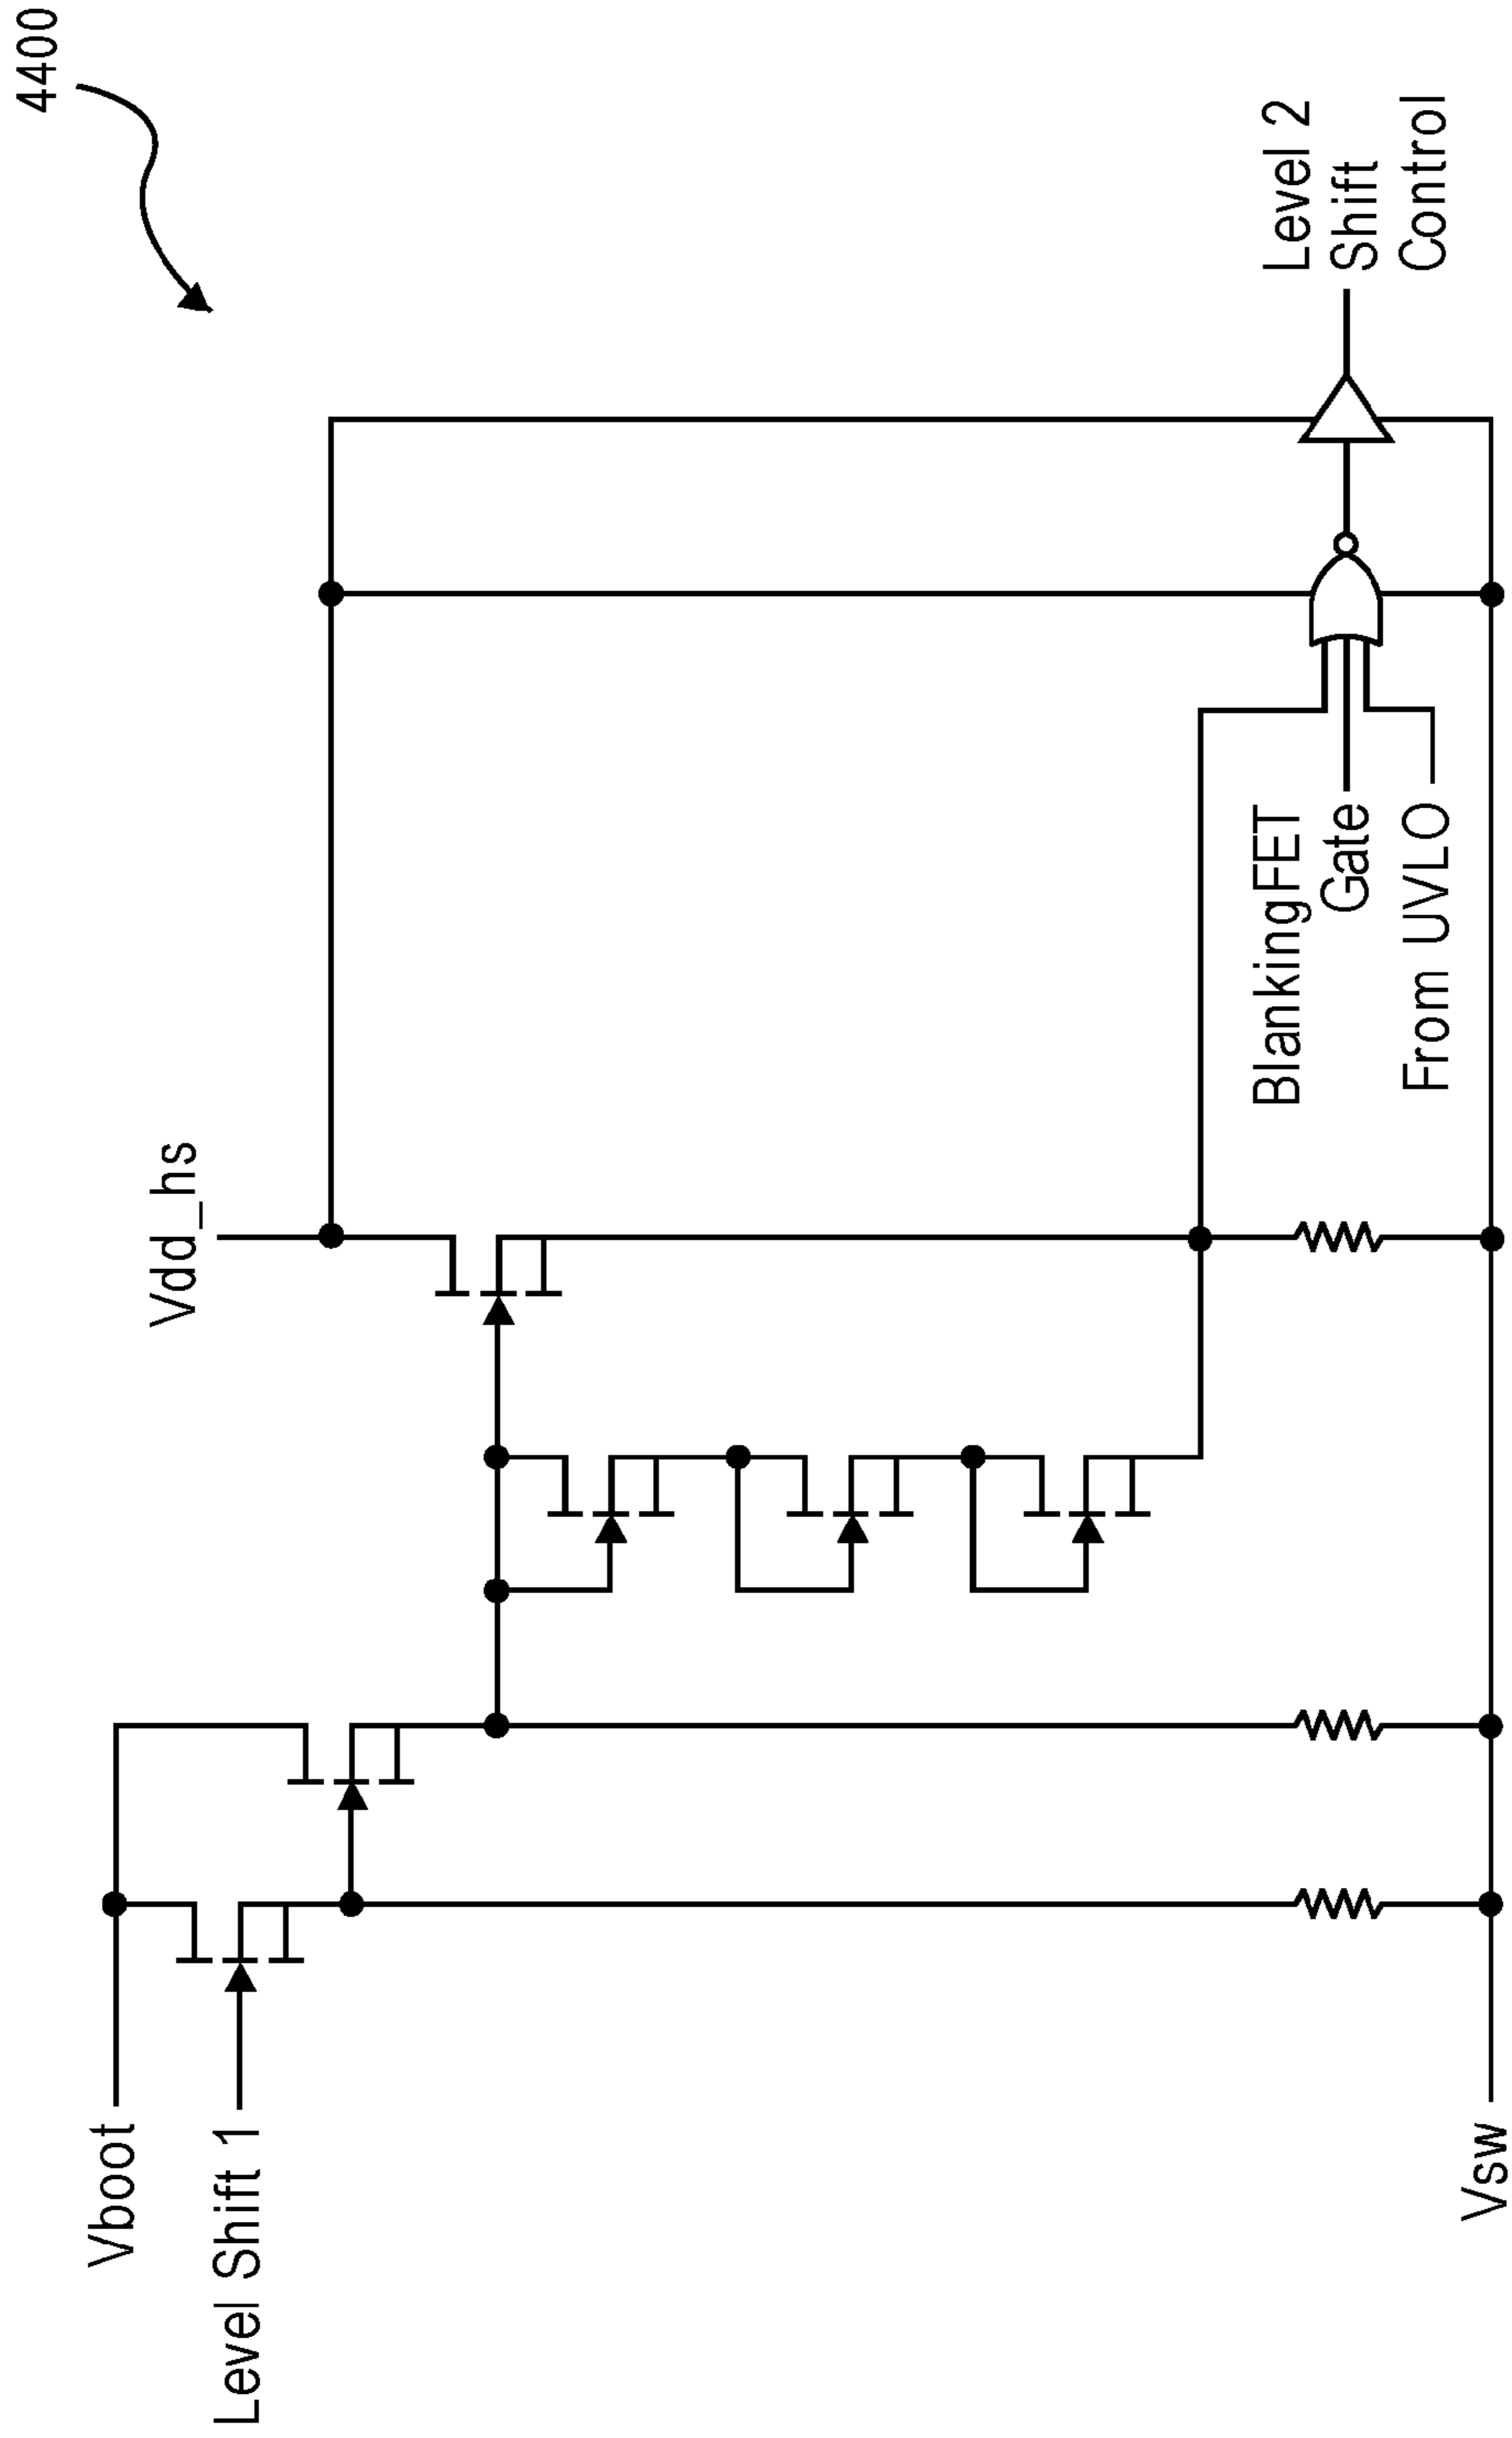 4400
Vboot
Level Shift 1
Vdd_hs
BlankingFET
Gate
From UVLO
Level 2
Shift
Control
Vsw